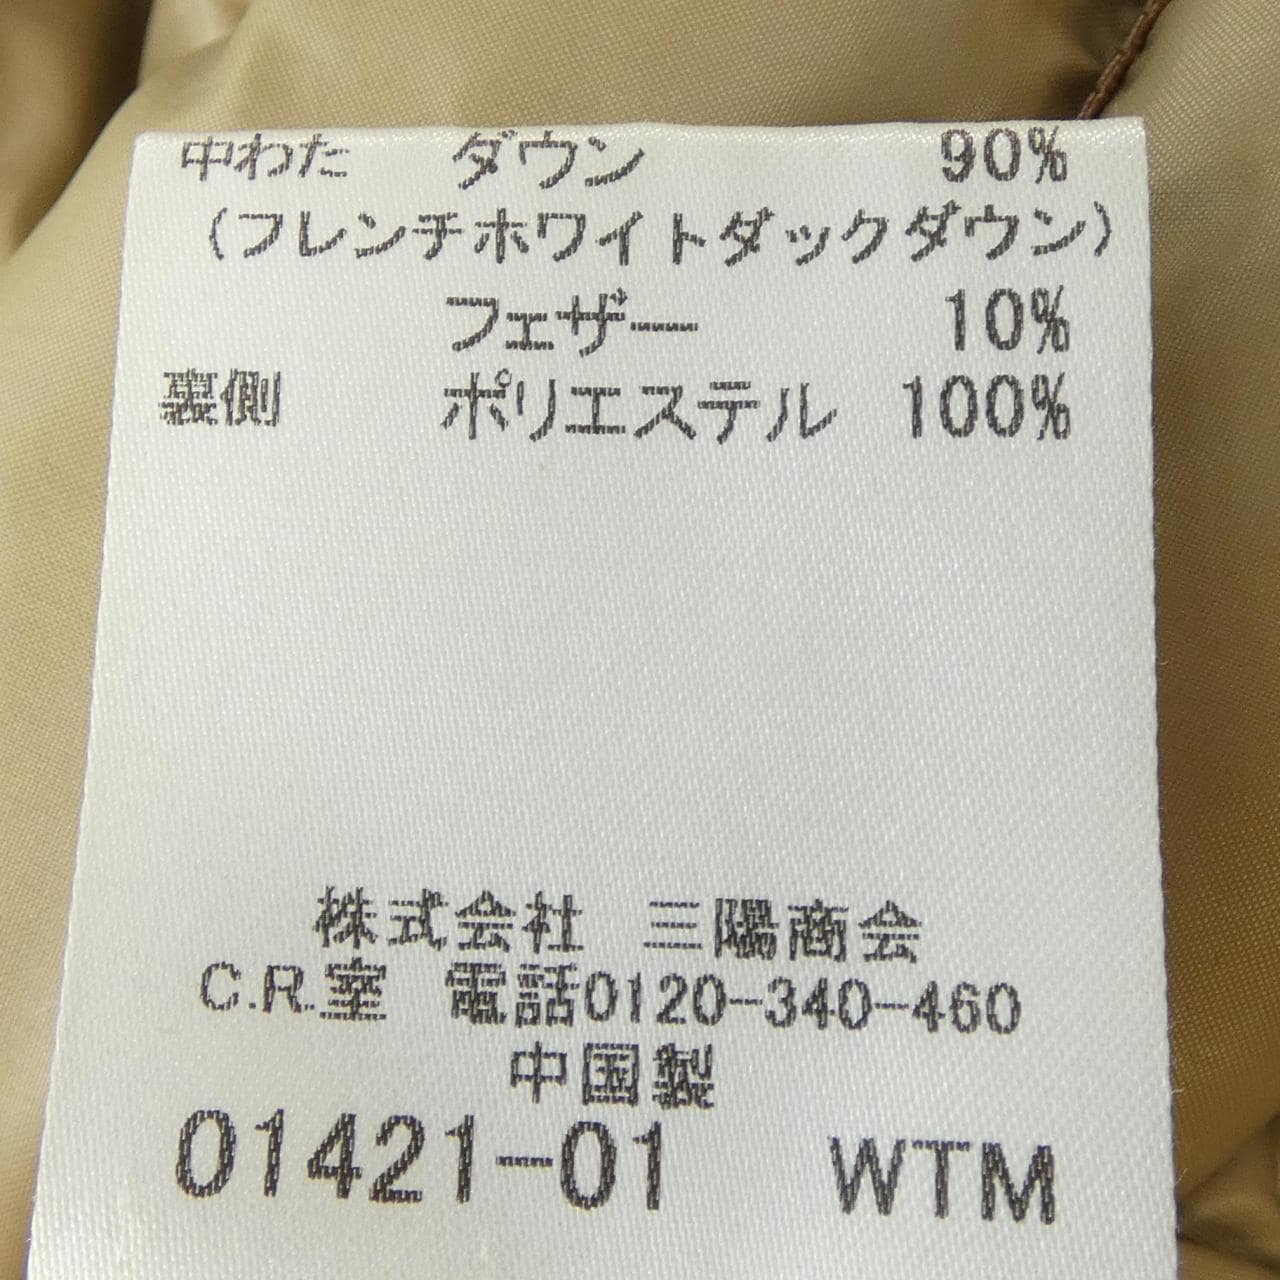 中わた ダウン 90%
(フレンチホワイトダックダウン)
フェザー 10%
裏側 ポリエステル 100%
株式会社 三陽商会
C.R.室 電話0120-340-460
中国製
01421-01 WTM